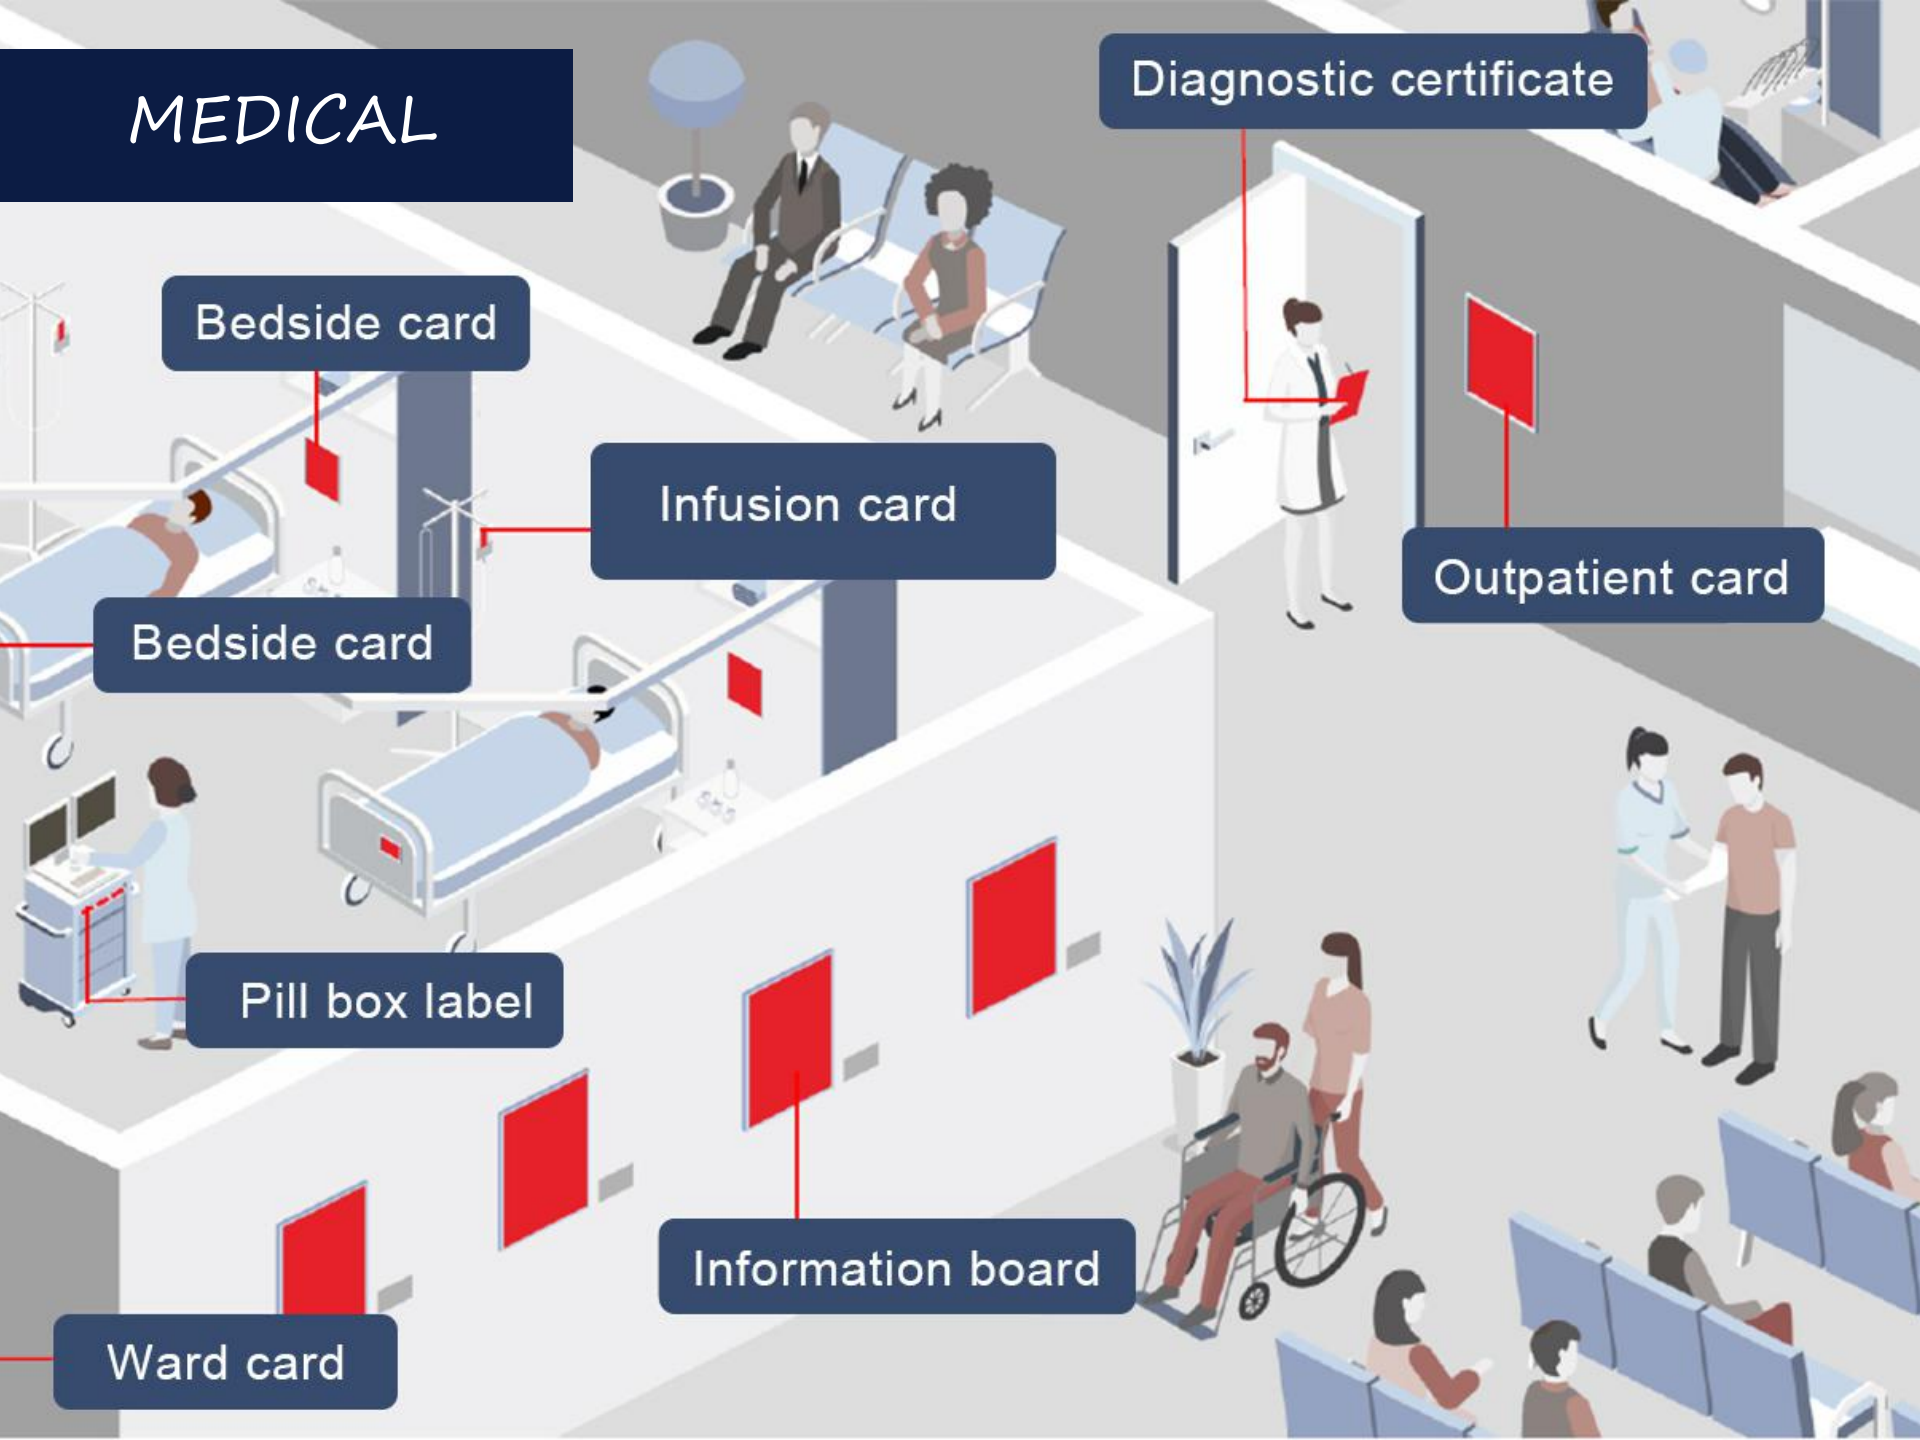 MEDICAL
Diagnostic certificate
Bedside card
Infusion card
Outpatient card
Bedside card
Pill box label
Information board
Ward card